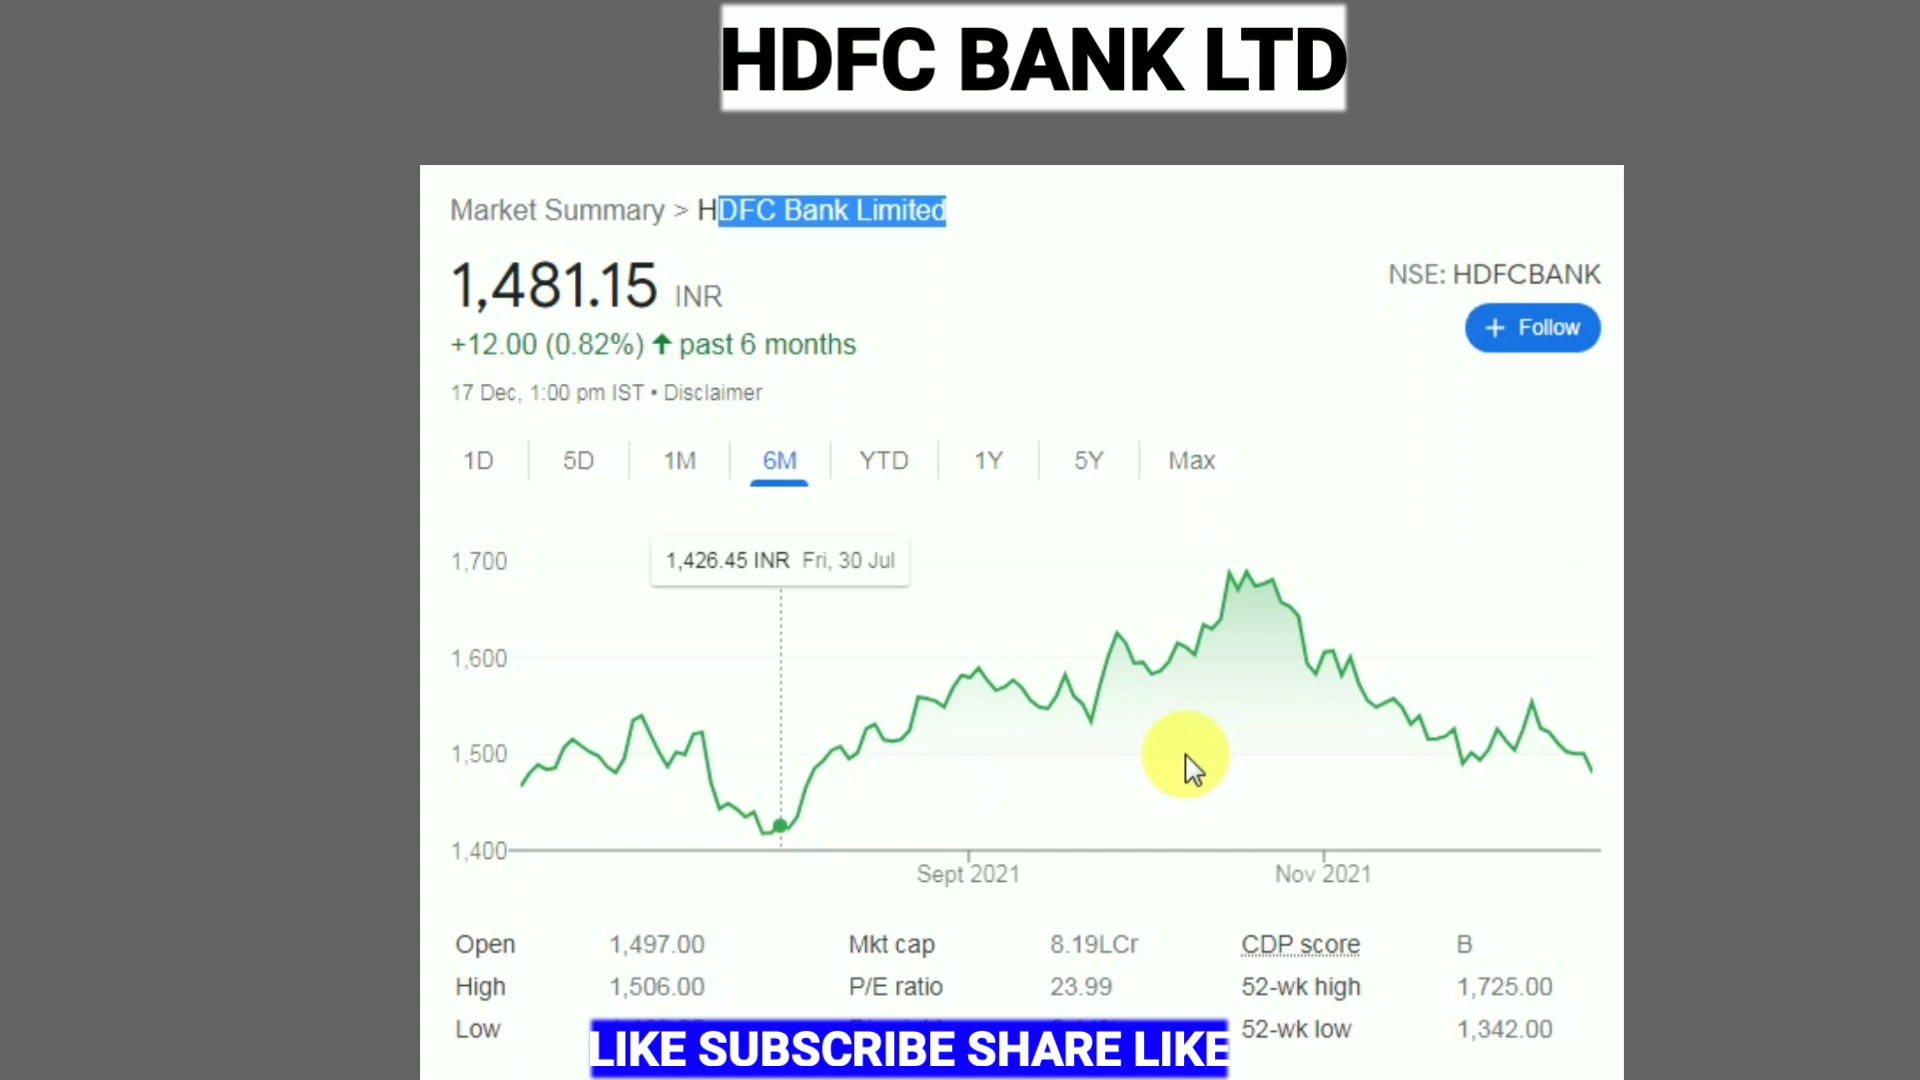 HDFC BANK LTD
Market Summary > HDFC Bank Limited
1,481.15 INR
NSE: HDFCBANK
+ Follow
+12.00 (0.82%) ↑ past 6 months
17 Dec, 1:00 pm IST • Disclaimer
1D 5D 1M 6M YTD 1Y 5Y Max
1,426.45 INR Fri, 30 Jul
1,700
1,600
1,500
1,400
Sept 2021 Nov 2021
Open 1,497.00 Mkt cap 8.19LCr CDP score B
High 1,506.00 P/E ratio 23.99 52-wk high 1,725.00
Low 52-wk low 1,342.00
LIKE SUBSCRIBE SHARE LIKE